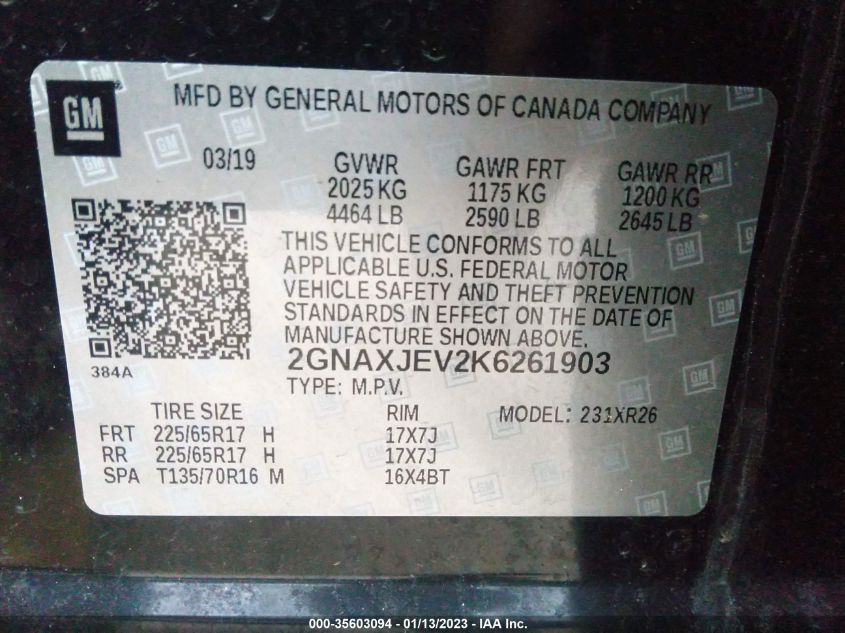 GM
MFD BY GENERAL MOTORS OF CANADA COMPANY
03/19 GVWR GAWR FRT GAWR RR
2025 KG 1175 KG 1200 KG
4464 LB 2590 LB 2645 LB
THIS VEHICLE CONFORMS TO ALL
APPLICABLE U.S. FEDERAL MOTOR
VEHICLE SAFETY AND THEFT PREVENTION
STANDARDS IN EFFECT ON THE DATE OF
MANUFACTURE SHOWN ABOVE.
384A
2GNAXJEV2K6261903
TYPE: M.P.V.
TIRE SIZE RIM MODEL: 231XR26
FRT 225/65R17 H 17X7J
RR 225/65R17 H 17X7J
SPA T135/70R16 M 16X4BT
000-35603094 - 01/13/2023 - IAA Inc.